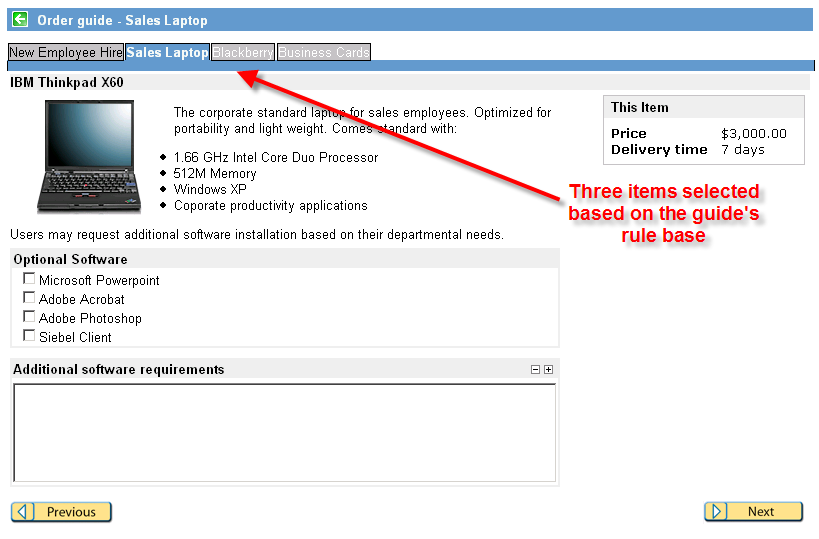 Order guide - Sales Laptop
New Employee Hire Sales Laptop Blackberry Business Cards
IBM Thinkpad X60
The corporate standard laptop for sales employees. Optimized for
portability and light weight. Comes standard with:
1.66 GHz Intel Core Duo Processor
512M Memory
Windows XP
Coporate productivity applications
This Item
Price $3,000.00
Delivery time 7 days
Three items selected
based on the guide's
rule base
Users may request additional software installation based on their departmental needs.
Optional Software
Microsoft Powerpoint
Adobe Acrobat
Adobe Photoshop
Siebel Client
Additional software requirements
Previous
Next